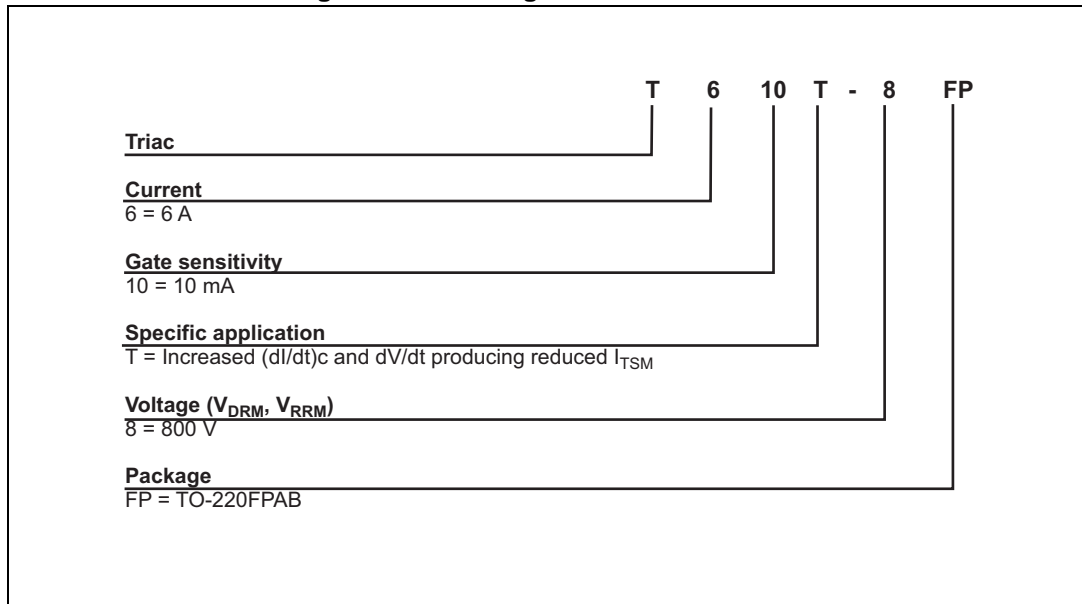 T 6 10 T - 8 FP
Triac
Current
6 = 6 A
Gate sensitivity
10 = 10 mA
Specific application
T = Increased (dI/dt)c and dV/dt producing reduced ITSM
Voltage (VDRM, VRRM)
8 = 800 V
Package
FP = TO-220FPAB